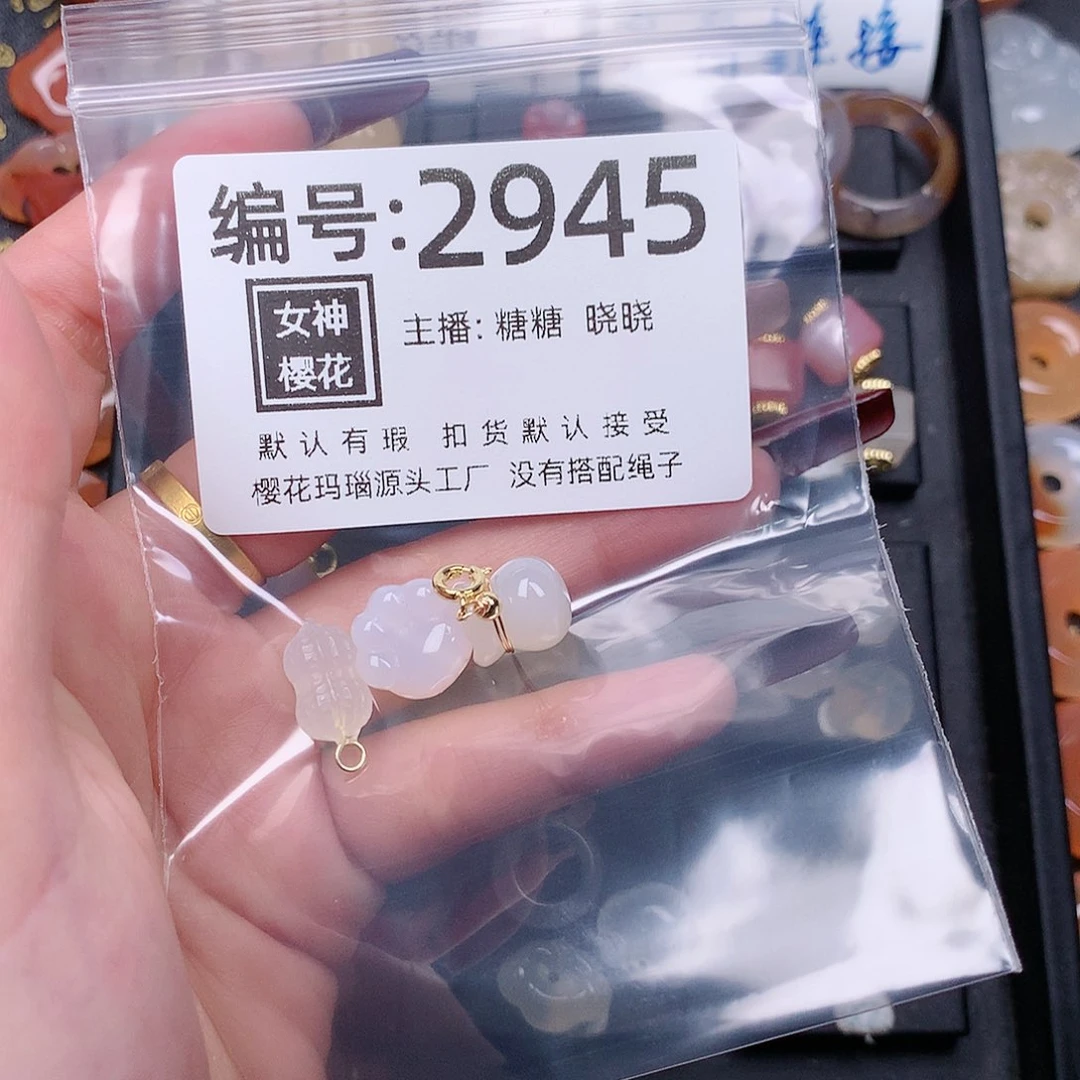 接
编号:2945
女神
樱花
主播: 糖糖 晓晓
默认有瑕 扣货默认接受
樱花玛瑙源头工厂 没有搭配绳子